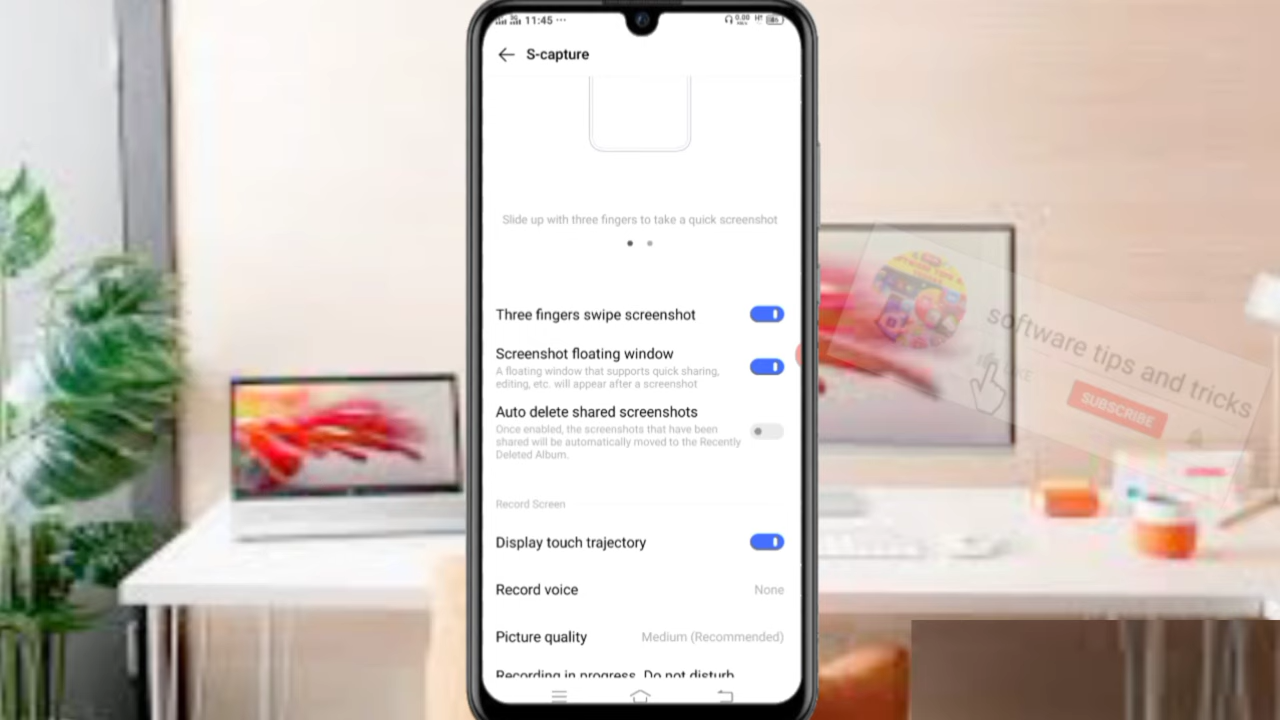 11:45 ...
0.00
S-capture
Slide up with three fingers to take a quick screenshot
Three fingers swipe screenshot
Screenshot floating window
A floating window that supports quick sharing,
editing, etc. will appear after a screenshot
Auto delete shared screenshots
Once enabled, the screenshots that have been
shared will be automatically moved to the Recently
Deleted Album.
Record Screen
Display touch trajectory
Record voice
None
Picture quality
Medium (Recommended)
Recording in progress, Do not disturb
software tips and tricks
SUBSCRIBE